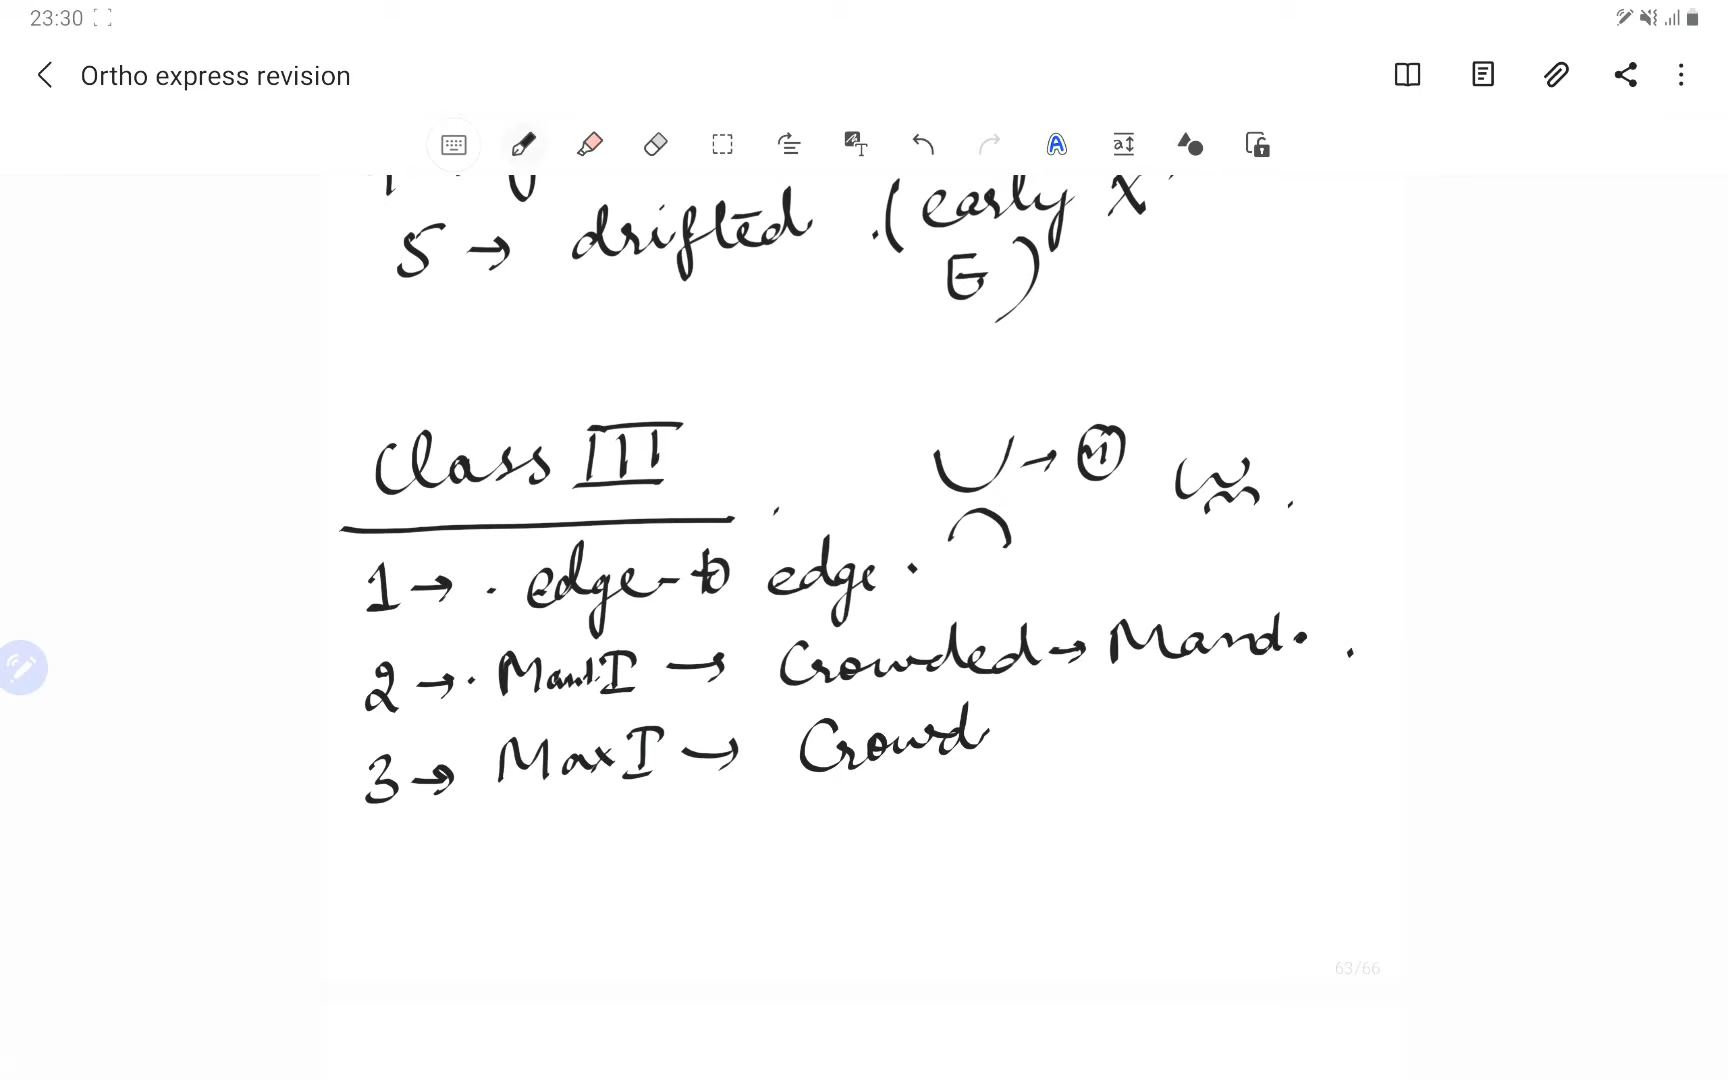 23:30
Ortho express revision
5 → drifted . (early X
E)
Class III
→ M
1 → . edge-to edge .
2 → . Mand I → Crowded → Mand .
3 → Max I → Crowd
63/66